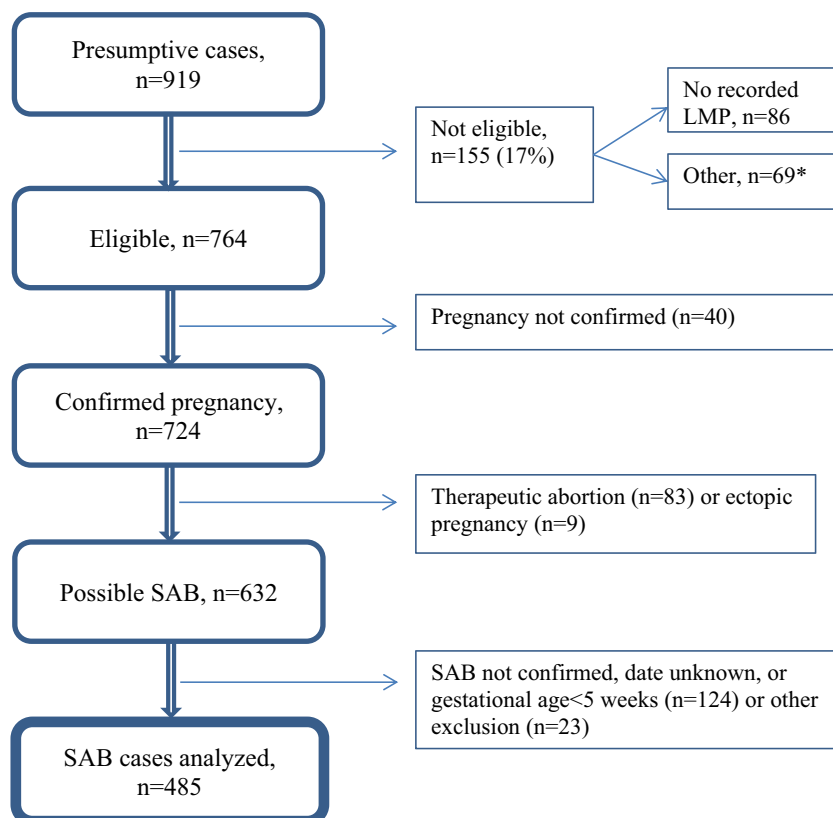 Presumptive cases,
n=919
No recorded
LMP, n=86
Not eligible,
n=155 (17%)
Other, n=69*
Eligible, n=764
Pregnancy not confirmed (n=40)
Confirmed pregnancy,
n=724
Therapeutic abortion (n=83) or ectopic
pregnancy (n=9)
Possible SAB, n=632
SAB not confirmed, date unknown, or
gestational age<5 weeks (n=124) or other
exclusion (n=23)
SAB cases analyzed,
n=485